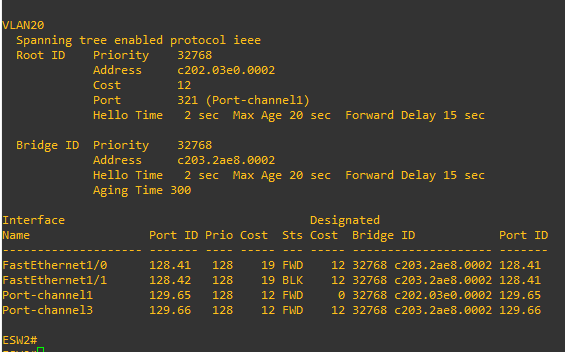 VLAN20
  Spanning tree enabled protocol ieee
  Root ID    Priority    32768
             Address     c202.03e0.0002
             Cost        12
             Port        321 (Port-channel1)
             Hello Time   2 sec  Max Age 20 sec  Forward Delay 15 sec
  Bridge ID  Priority    32768
             Address     c203.2ae8.0002
             Hello Time   2 sec  Max Age 20 sec  Forward Delay 15 sec
             Aging Time 300
Interface                                   Designated
Name                 Port ID Prio Cost  Sts Cost  Bridge ID            Port ID
-------------------- ------- ---- ----- --- ----- -------------------- -------
FastEthernet1/0      128.41   128    19 FWD    12 32768 c203.2ae8.0002 128.41
FastEthernet1/1      128.42   128    19 BLK    12 32768 c203.2ae8.0002 128.41
Port-channel1        129.65   128    12 FWD     0 32768 c202.03e0.0002 129.65
Port-channel3        129.66   128    12 FWD    12 32768 c203.2ae8.0002 129.66
ESW2#